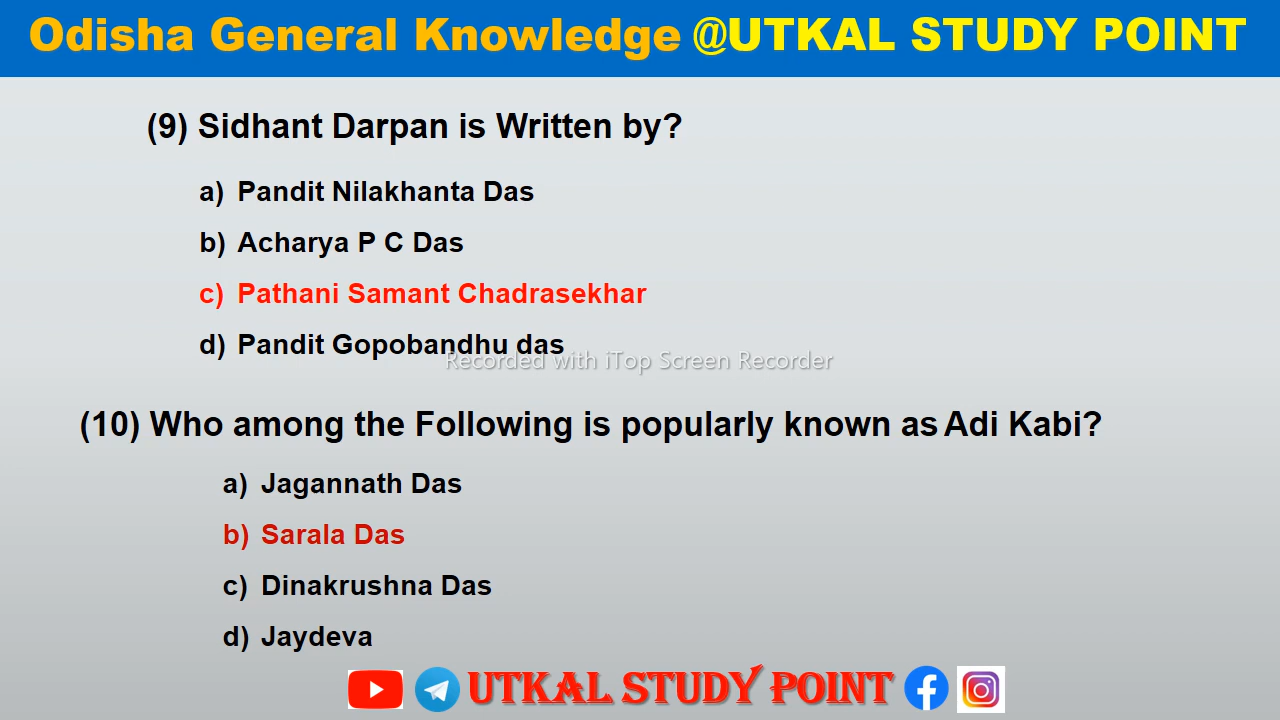 Odisha General Knowledge @UTKAL STUDY POINT
(9) Sidhant Darpan is Written by?
a) Pandit Nilakhanta Das
b) Acharya P C Das
c) Pathani Samant Chadrasekhar
d) Pandit Gopobandhu das
Recorded with iTop Screen Recorder
(10) Who among the Following is popularly known as Adi Kabi?
a) Jagannath Das
b) Sarala Das
c) Dinakrushna Das
d) Jaydeva
UTKAL STUDY POINT